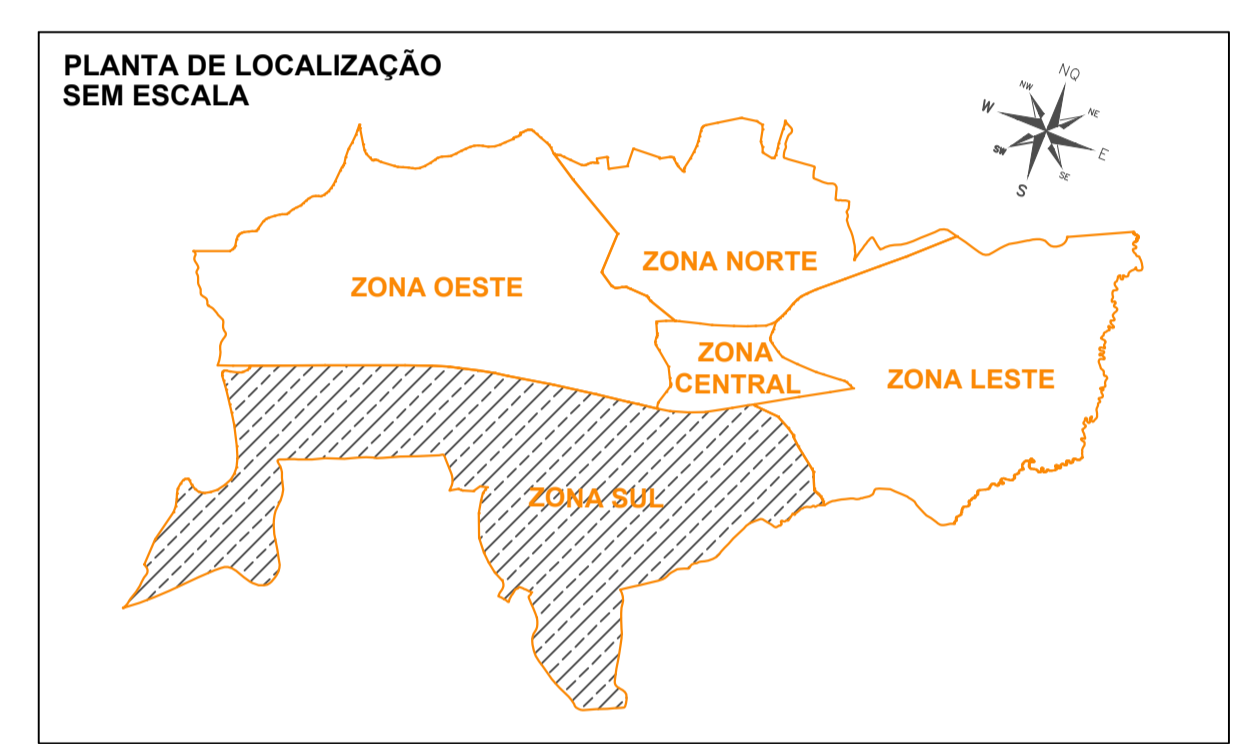 PLANTA DE LOCALIZAÇÃO
SEM ESCALA
NQ
NW
NE
W
E
SW
SE
S
ZONA NORTE
ZONA OESTE
ZONA
CENTRAL
ZONA LESTE
ZONA SUL